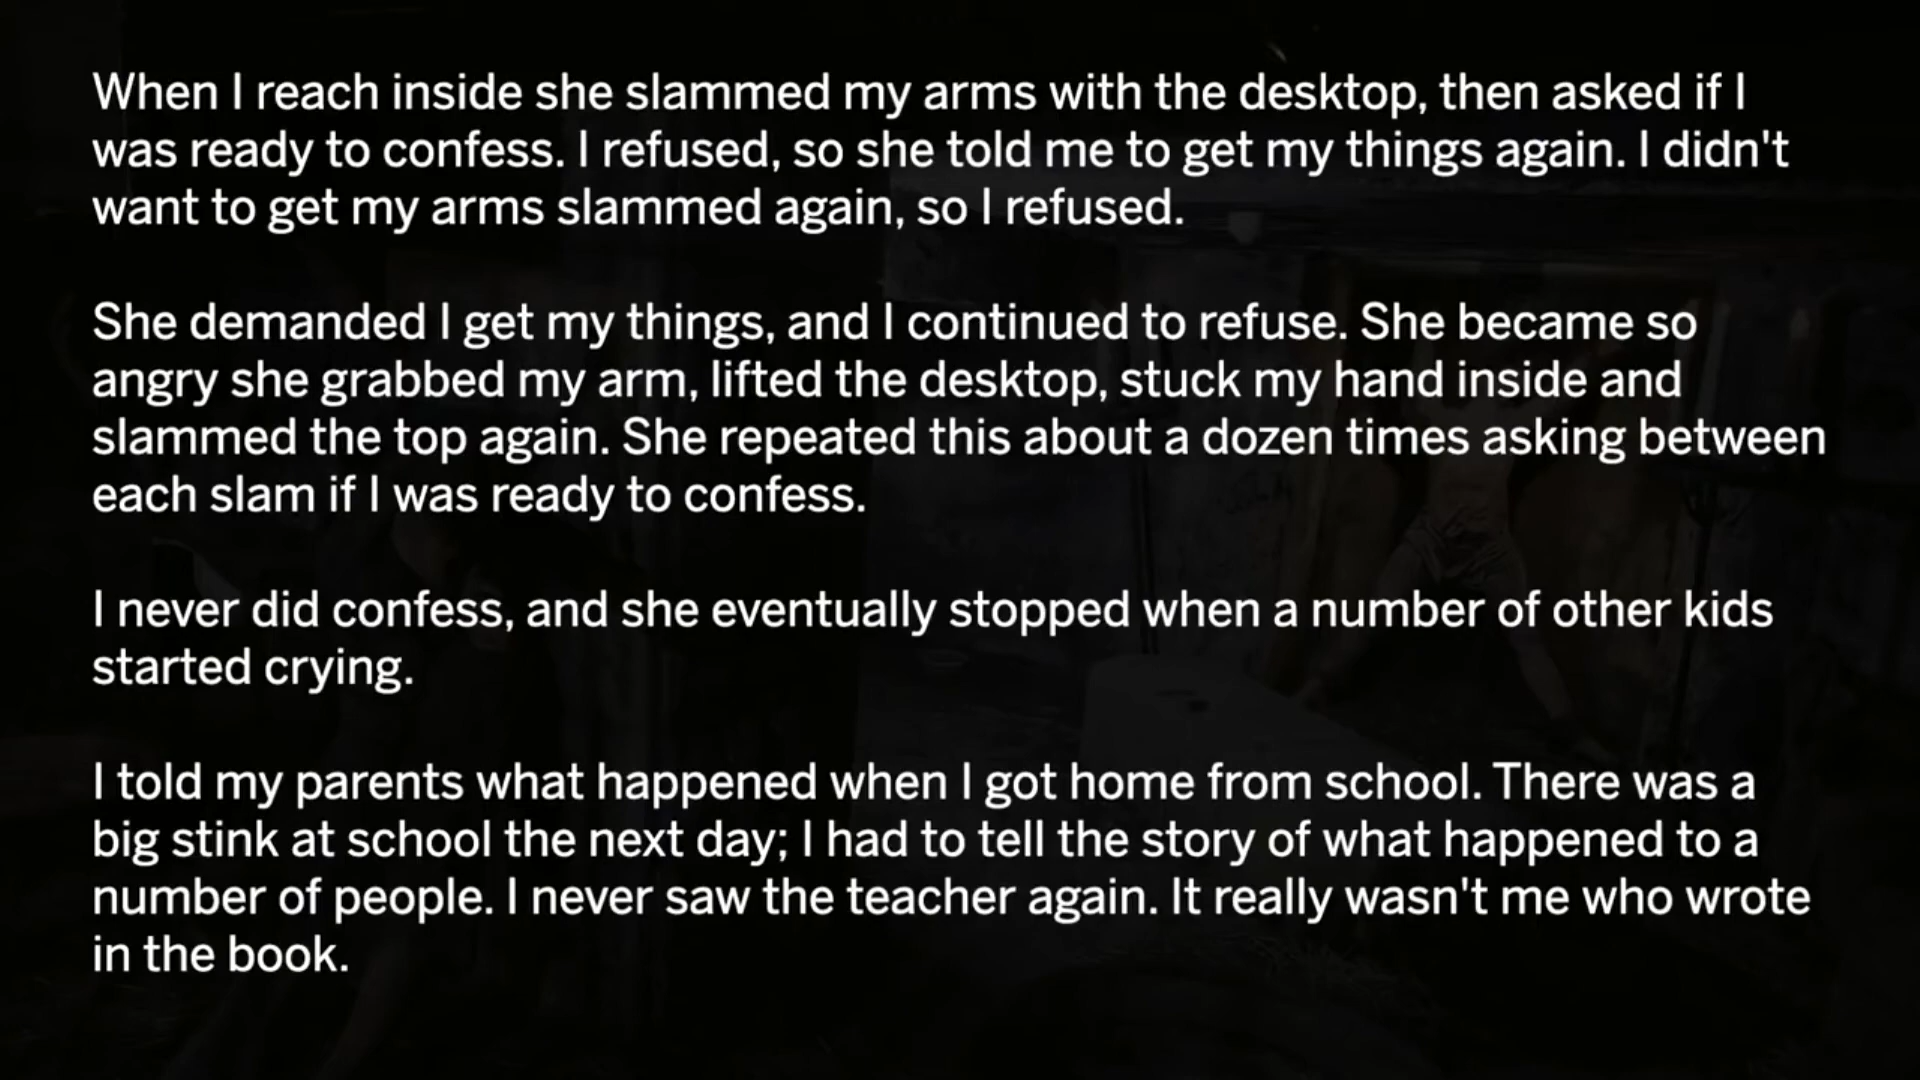 When I reach inside she slammed my arms with the desktop, then asked if I
was ready to confess. I refused, so she told me to get my things again. I didn't
want to get my arms slammed again, so I refused.
She demanded I get my things, and I continued to refuse. She became so
angry she grabbed my arm, lifted the desktop, stuck my hand inside and
slammed the top again. She repeated this about a dozen times asking between
each slam if I was ready to confess.
I never did confess, and she eventually stopped when a number of other kids
started crying.
I told my parents what happened when I got home from school. There was a
big stink at school the next day; I had to tell the story of what happened to a
number of people. I never saw the teacher again. It really wasn't me who wrote
in the book.